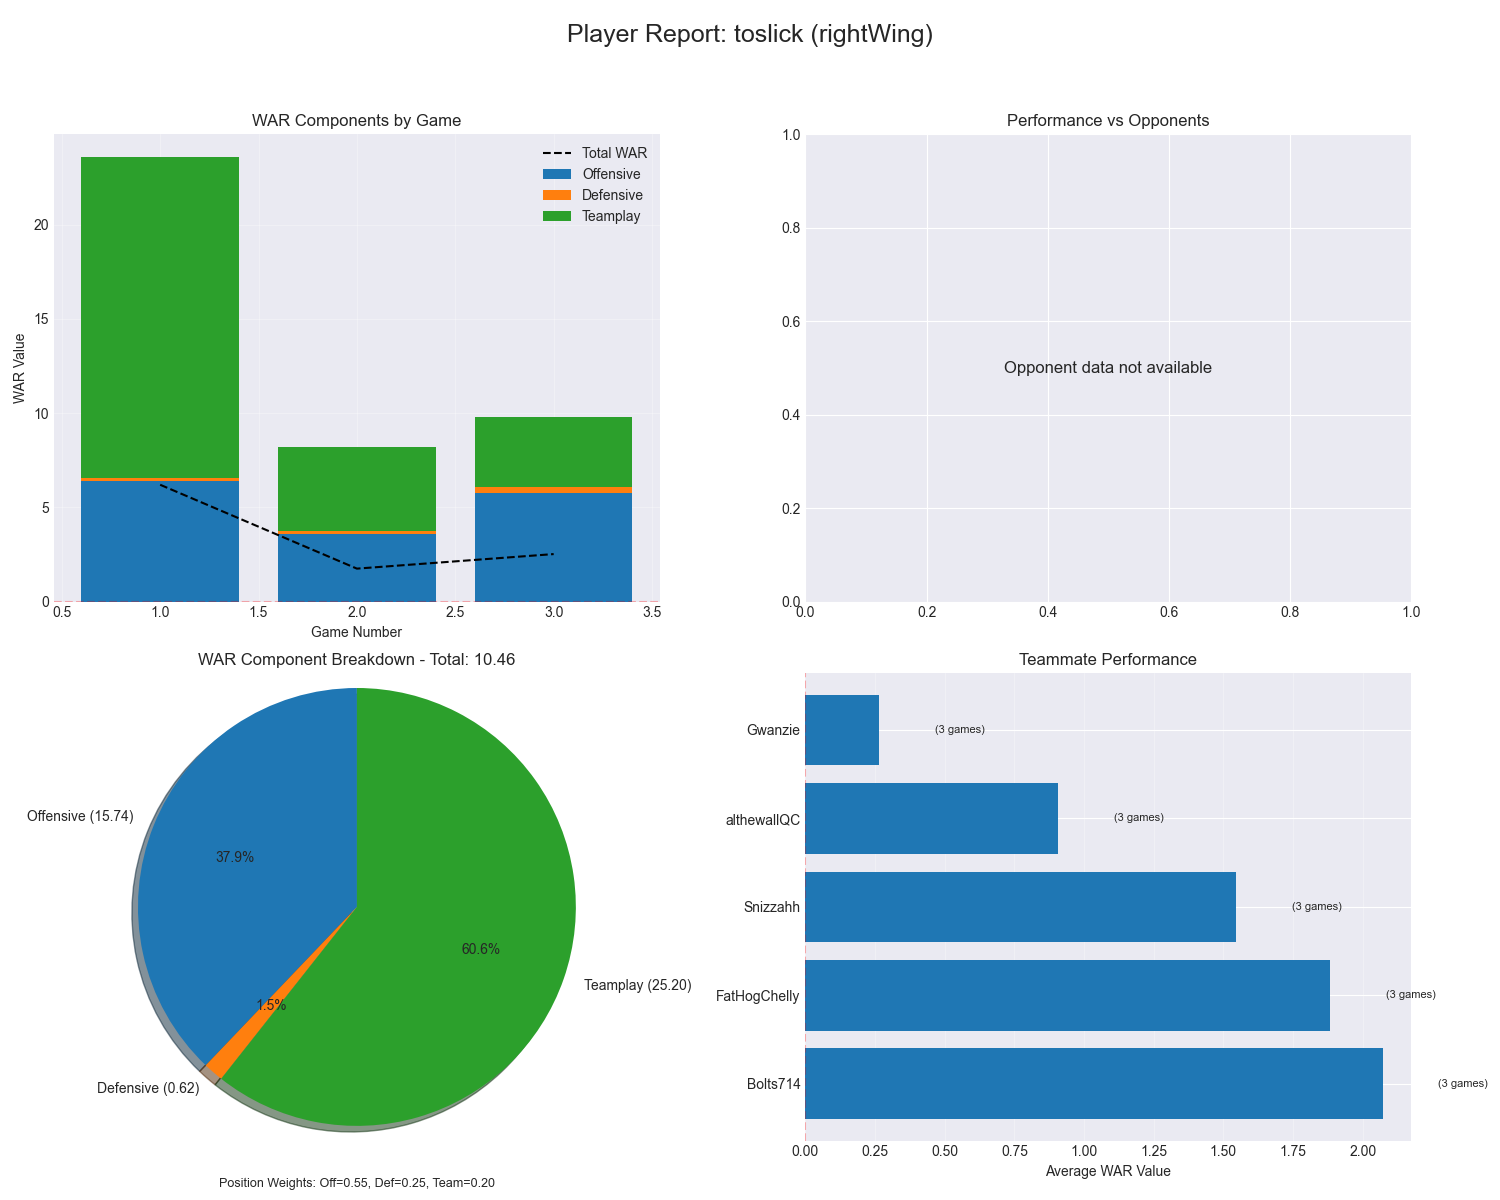 Player Report: toslick (rightWing)
WAR Components by Game
Total WAR
Offensive
Defensive
Teamplay
WAR Value
20
15
10
5
0
0.5 1.0 1.5 2.0 2.5 3.0 3.5
Game Number
Performance vs Opponents
1.0
0.8
0.6
0.4
0.2
0.0
Opponent data not available
0.0 0.2 0.4 0.6 0.8 1.0
WAR Component Breakdown - Total: 10.46
Offensive (15.74)
37.9%
60.6%
Teamplay (25.20)
1.5%
Defensive (0.62)
Position Weights: Off=0.55, Def=0.25, Team=0.20
Teammate Performance
Gwanzie (3 games)
althewallQC (3 games)
Snizzahh (3 games)
FatHogChelly (3 games)
Bolts714 (3 games)
0.00 0.25 0.50 0.75 1.00 1.25 1.50 1.75 2.00
Average WAR Value